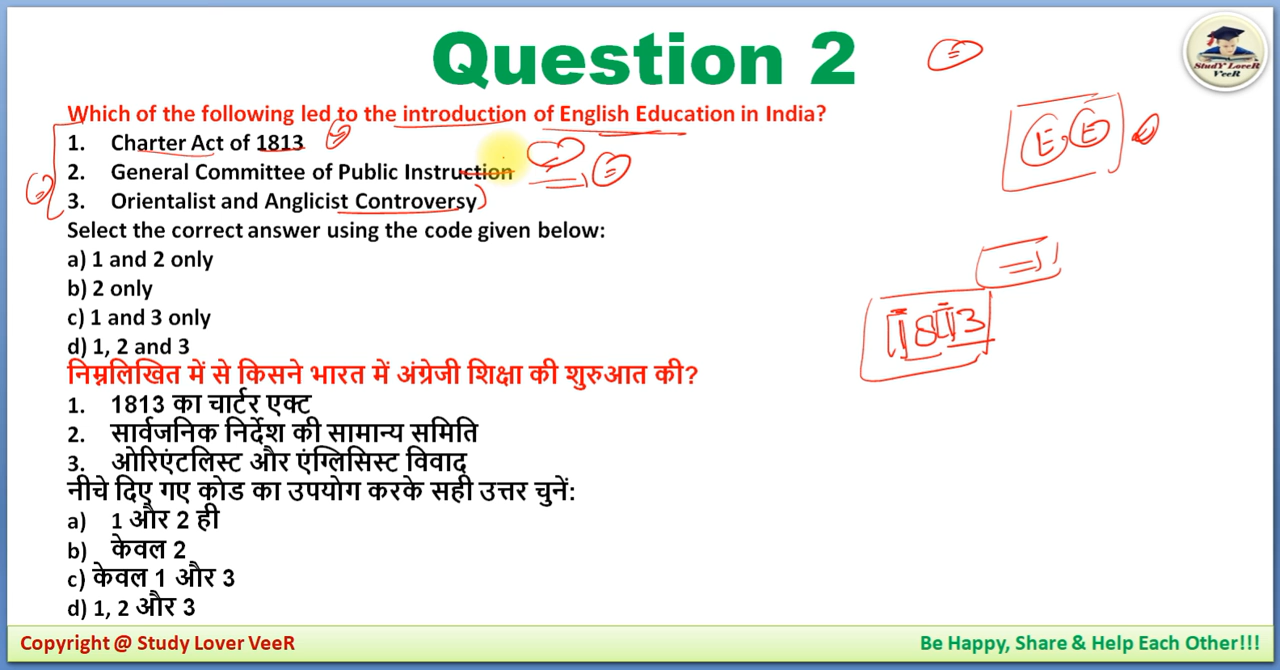 Question 2
StudY LoveR
VeeR
Which of the following led to the introduction of English Education in India?
1. Charter Act of 1813
2. General Committee of Public Instruction
3. Orientalist and Anglicist Controversy
Select the correct answer using the code given below:
a) 1 and 2 only
b) 2 only
c) 1 and 3 only
d) 1, 2 and 3
E, E
1813
निम्नलिखित में से किसने भारत में अंग्रेजी शिक्षा की शुरुआत की?
1. 1813 का चार्टर एक्ट
2. सार्वजनिक निर्देश की सामान्य समिति
3. ओरिएंटलिस्ट और एंग्लिसिस्ट विवाद
नीचे दिए गए कोड का उपयोग करके सही उत्तर चुनें:
a) 1 और 2 ही
b) केवल 2
c) केवल 1 और 3
d) 1, 2 और 3
Copyright @ Study Lover VeeR
Be Happy, Share & Help Each Other!!!